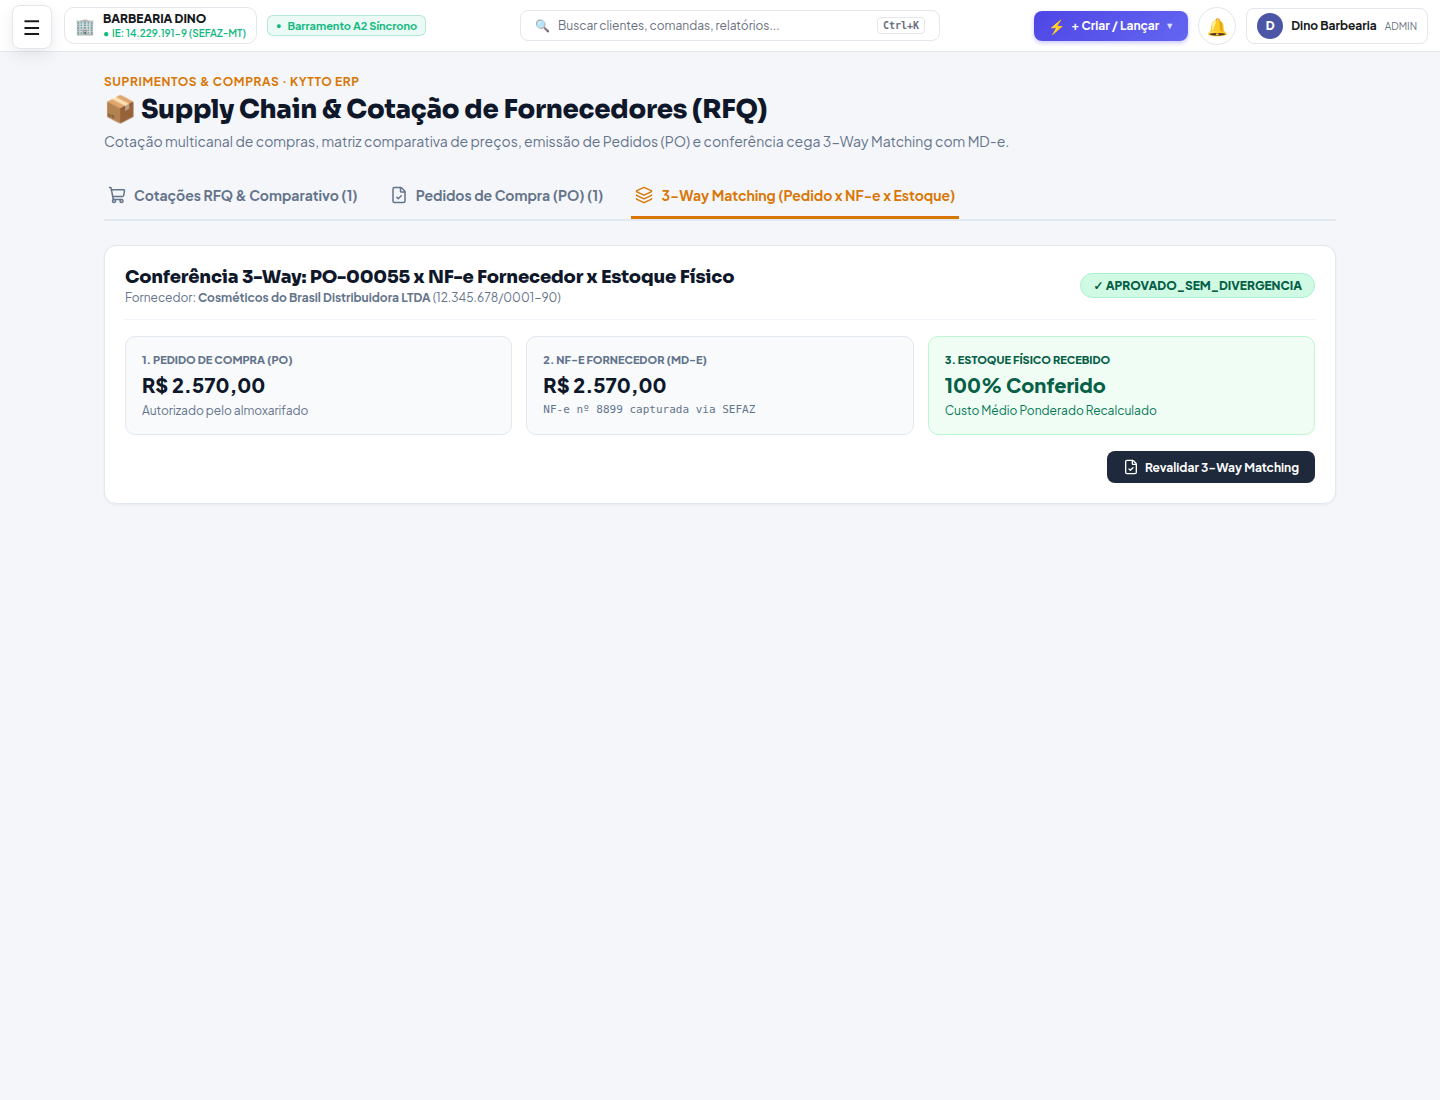 ☰
BARBEARIA DINO
● IE: 14.229.191-9 (SEFAZ-MT)
● Barramento A2 Síncrono
Buscar clientes, comandas, relatórios...
Ctrl+K
+ Criar / Lançar ▼
D
Dino Barbearia ADMIN
SUPRIMENTOS & COMPRAS · KYTTO ERP
Supply Chain & Cotação de Fornecedores (RFQ)
Cotação multicanal de compras, matriz comparativa de preços, emissão de Pedidos (PO) e conferência cega 3-Way Matching com MD-e.
Cotações RFQ & Comparativo (1)
Pedidos de Compra (PO) (1)
3-Way Matching (Pedido x NF-e x Estoque)
Conferência 3-Way: PO-00055 x NF-e Fornecedor x Estoque Físico
Fornecedor: Cosméticos do Brasil Distribuidora LTDA (12.345.678/0001-90)
✓ APROVADO_SEM_DIVERGENCIA
1. PEDIDO DE COMPRA (PO)
R$ 2.570,00
Autorizado pelo almoxarifado
2. NF-E FORNECEDOR (MD-E)
R$ 2.570,00
NF-e nº 8899 capturada via SEFAZ
3. ESTOQUE FÍSICO RECEBIDO
100% Conferido
Custo Médio Ponderado Recalculado
Revalidar 3-Way Matching